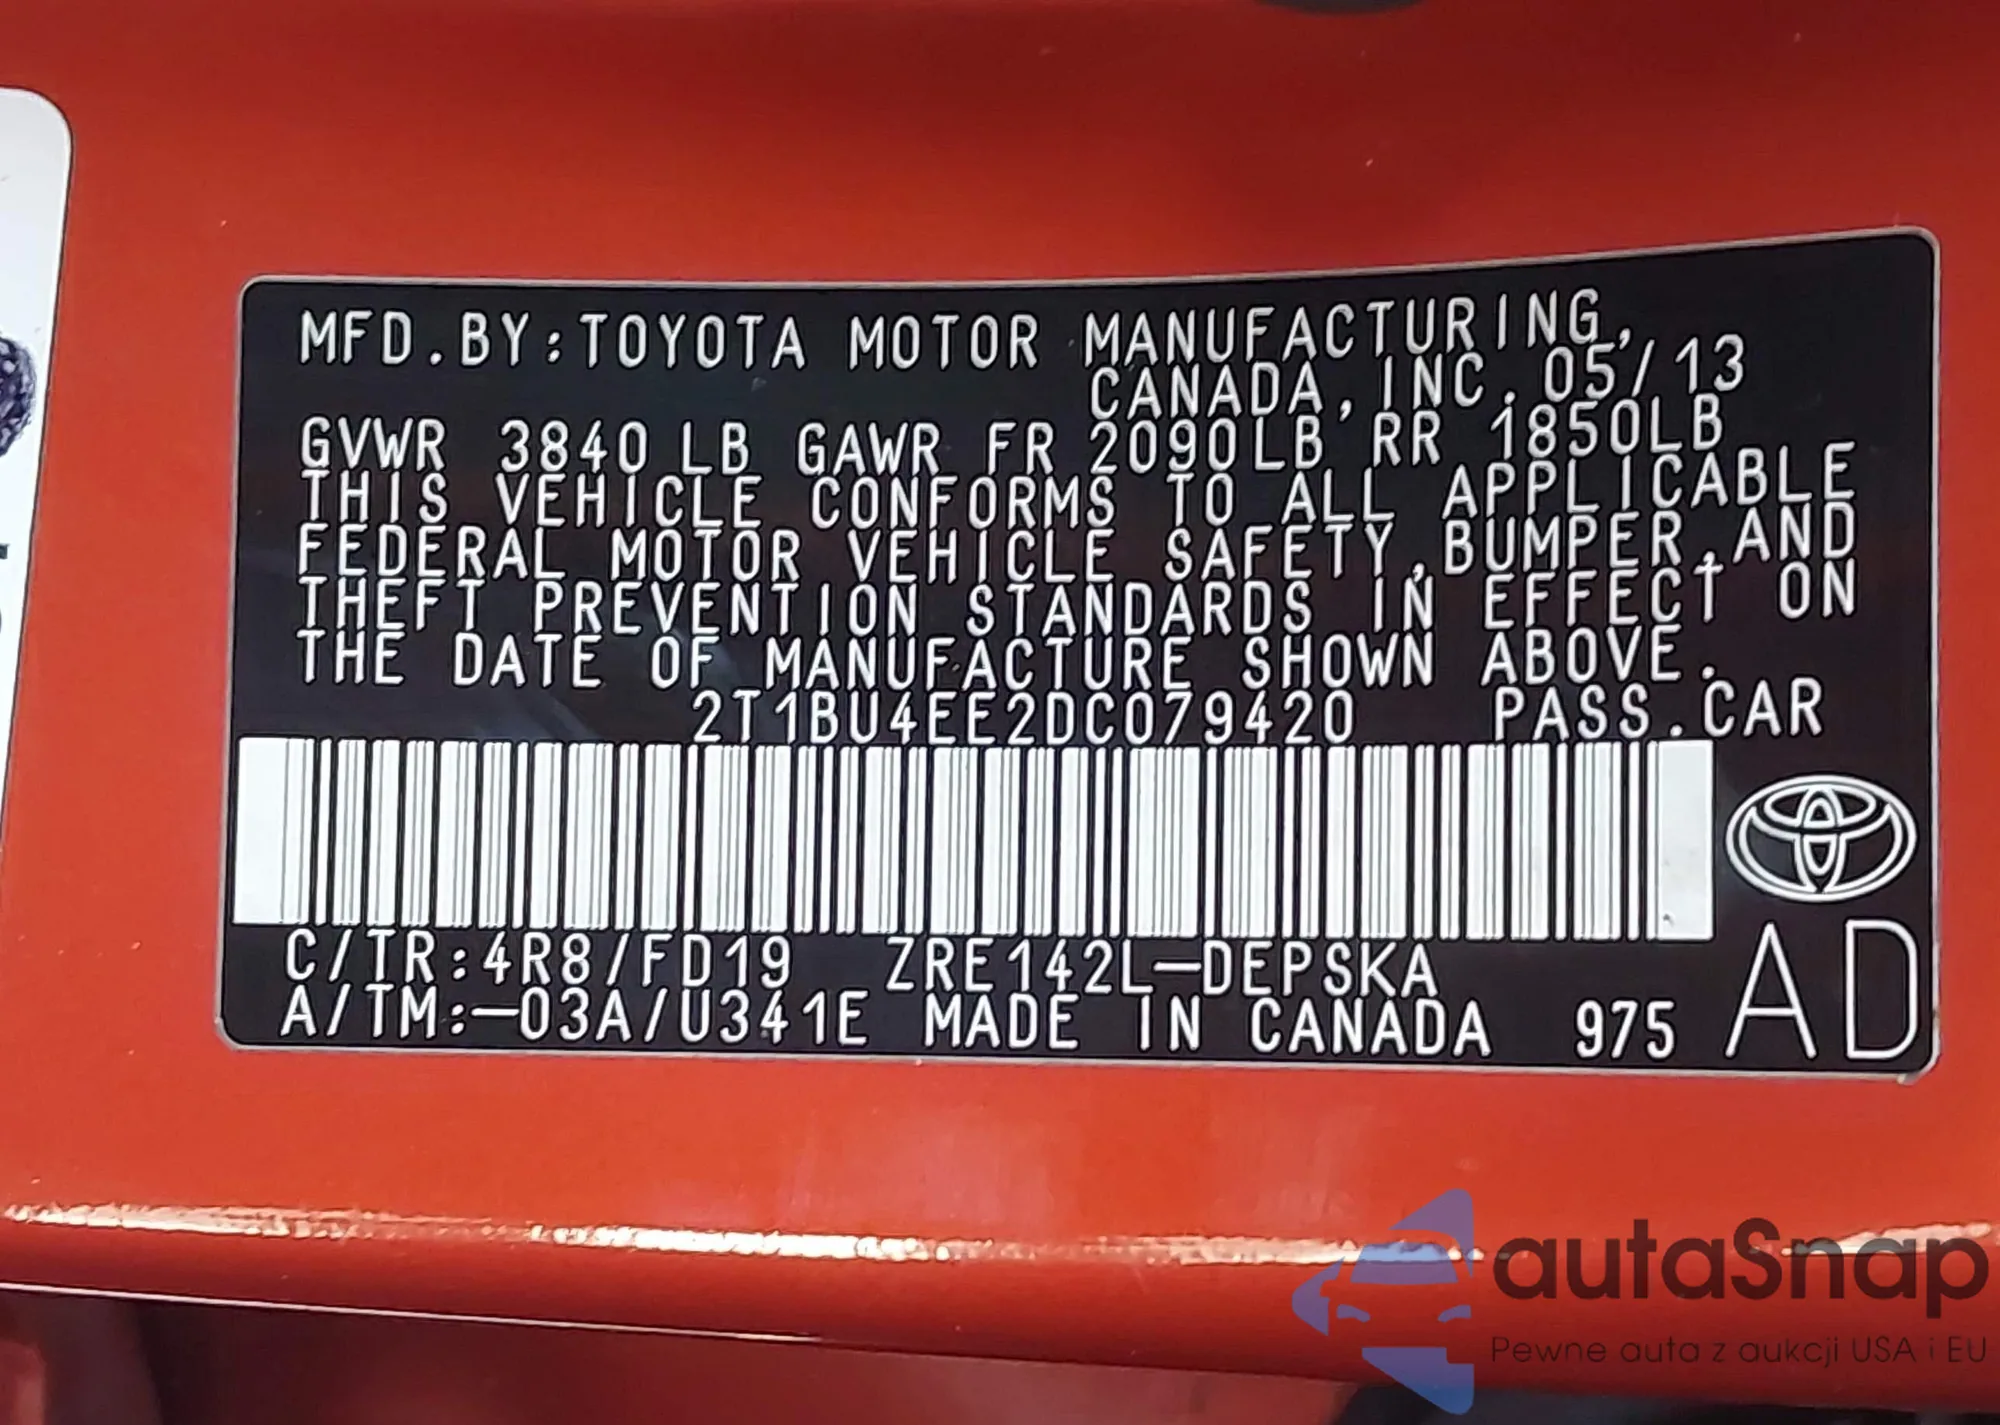 MFD.BY:TOYOTA MOTOR MANUFACTURING,
CANADA,INC. 05/13
GVWR 3840LB GAWR FR 2090LB RR 1850LB
THIS VEHICLE CONFORMS TO ALL APPLICABLE
FEDERAL MOTOR VEHICLE SAFETY,BUMPER,AND
THEFT PREVENTION STANDARDS IN EFFECT ON
THE DATE OF MANUFACTURE SHOWN ABOVE.
2T1BU4EE2DC079420 PASS.CAR
C/TR:4R8/FD19 ZRE142L-DEPSKA
A/TM:-03A/U341E MADE IN CANADA 975
AD
autaSnap
Pewne auta z aukcji USA i EU